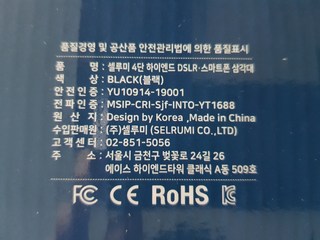 품질경영 및 공산품 안전관리법에 의한 품질표시
품 명 : 셀루미 4단 하이엔드 DSLR·스마트폰 삼각대
색 상 : BLACK(블랙)
안전인증 : YU10914-19001
전파인증 : MSIP-CRI-Sjf-INTO-YT1688
원 산 지 : Design by Korea ,Made in China
수입판매원 : (주)셀루미 (SELRUMI CO.,LTD)
고객센터 : 02-851-5056
주 소 : 서울시 금천구 벚꽃로 24길 26
에이스 하이엔드타워 클래식 A동 509호
FC CE RoHS